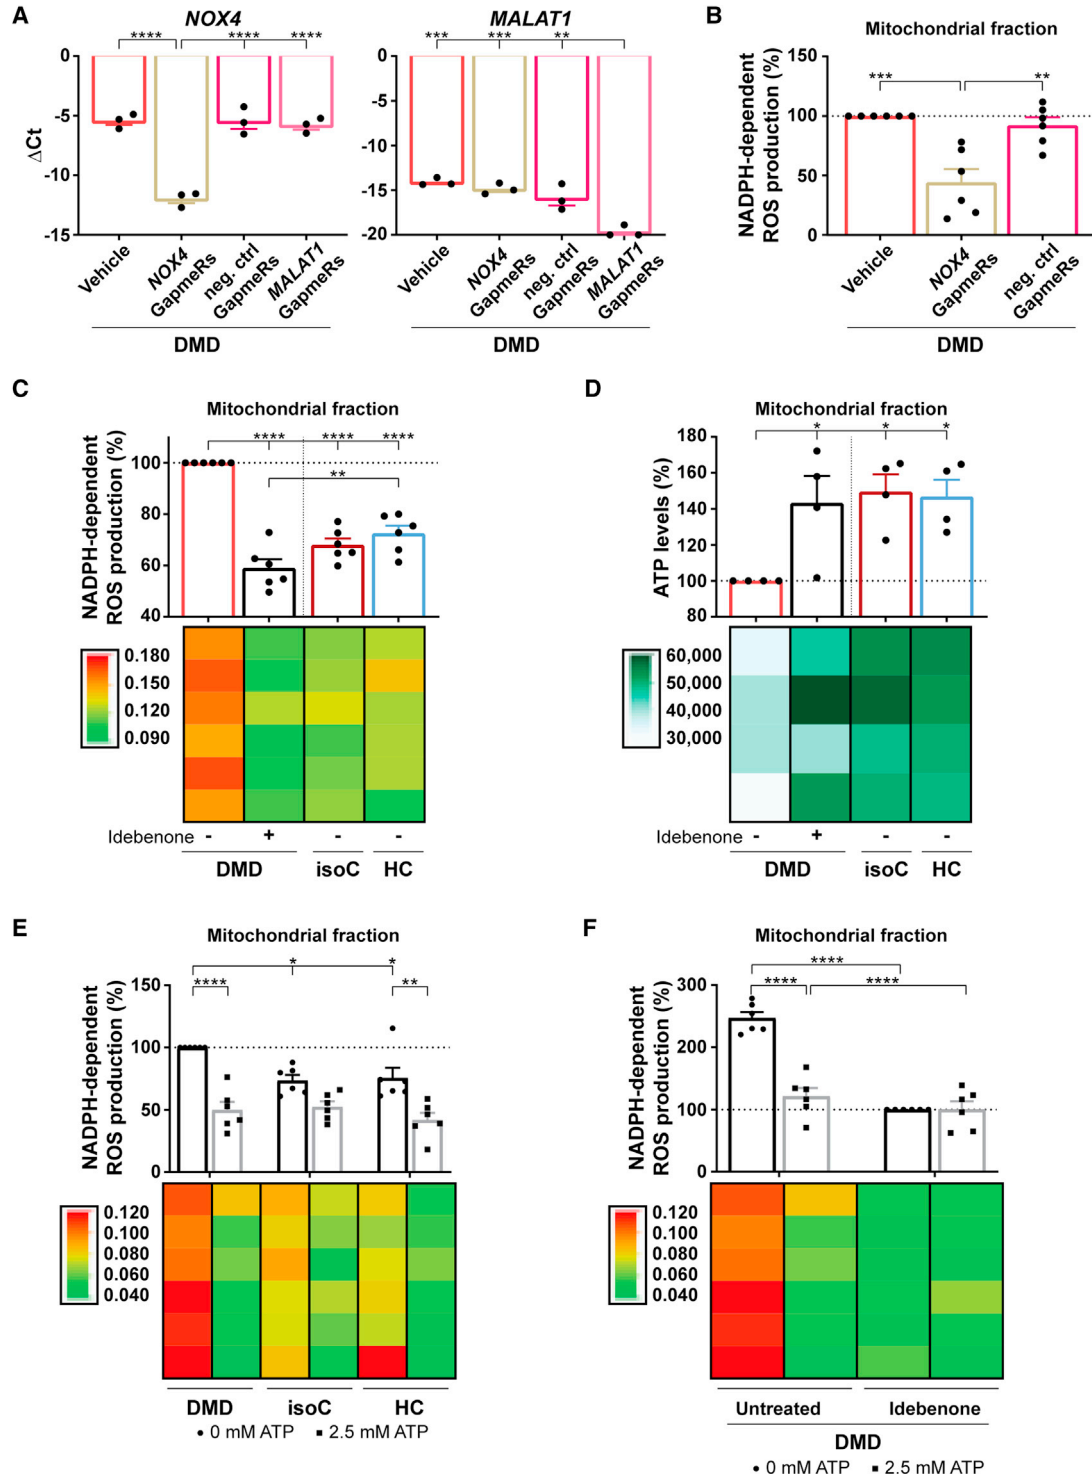 A
NOX4
MALAT1
**** **** ****
*** *** **
0
-5
-10
-15
ΔCt
0
-5
-10
-15
-20
Vehicle
NOX4
GapmeRs
neg. ctrl
GapmeRs
MALAT1
GapmeRs
DMD
Vehicle
NOX4
GapmeRs
neg. ctrl
GapmeRs
MALAT1
GapmeRs
DMD
B
Mitochondrial fraction
NADPH-dependent
ROS production (%)
150
100
50
0
*** **
Vehicle
NOX4
GapmeRs
neg. ctrl
GapmeRs
DMD
C
Mitochondrial fraction
NADPH-dependent
ROS production (%)
**** **** ****
**
100
80
60
40
0.180
0.150
0.120
0.090
Idebenone - + - -
DMD isoC HC
D
Mitochondrial fraction
ATP levels (%)
* * *
180
160
140
120
100
80
60,000
50,000
40,000
30,000
Idebenone - + - -
DMD isoC HC
E
Mitochondrial fraction
NADPH-dependent
ROS production (%)
* *
**** **
150
100
50
0
0.120
0.100
0.080
0.060
0.040
DMD isoC HC
• 0 mM ATP ▪ 2.5 mM ATP
F
Mitochondrial fraction
NADPH-dependent
ROS production (%)
****
**** ****
300
200
100
0
0.120
0.100
0.080
0.060
0.040
Untreated Idebenone
DMD
• 0 mM ATP ▪ 2.5 mM ATP